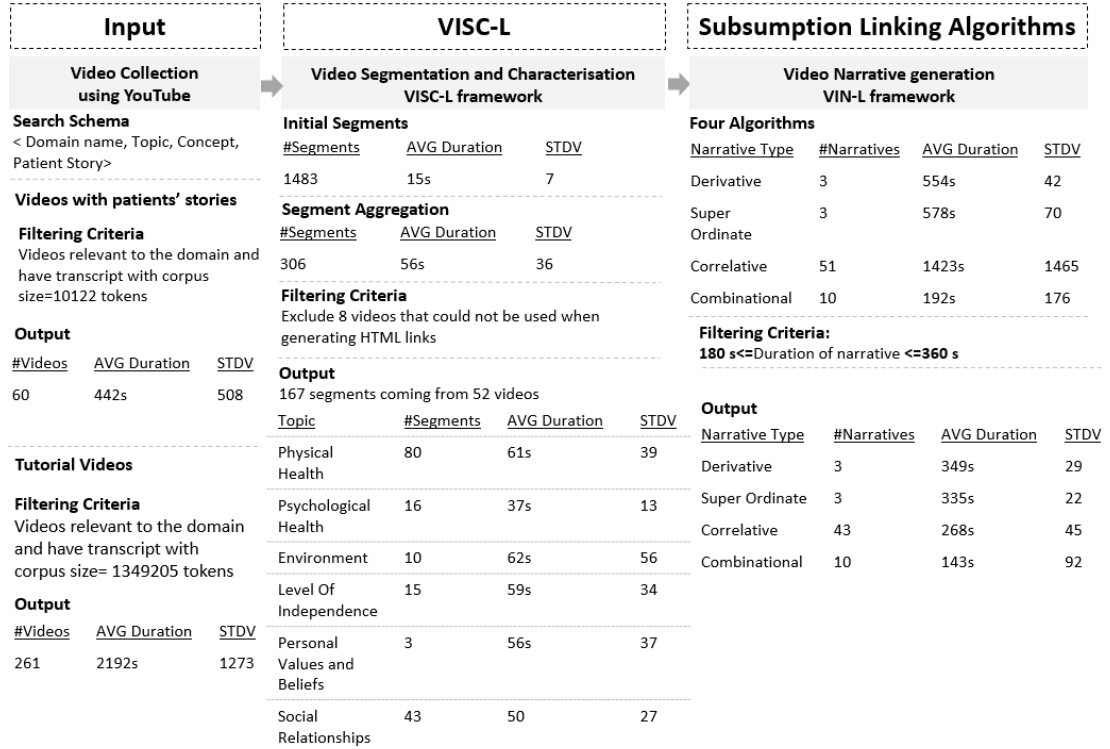 Input
Video Collection
using YouTube
Search Schema
< Domain name, Topic, Concept,
Patient Story>
Videos with patients’ stories
Filtering Criteria
Videos relevant to the domain and
have transcript with corpus
size=10122 tokens
Output
#Videos AVG Duration STDV
60 442s 508
Tutorial Videos
Filtering Criteria
Videos relevant to the domain
and have transcript with
corpus size= 1349205 tokens
Output
#Videos AVG Duration STDV
261 2192s 1273
VISC-L
Video Segmentation and Characterisation
VISC-L framework
Initial Segments
#Segments AVG Duration STDV
1483 15s 7
Segment Aggregation
#Segments AVG Duration STDV
306 56s 36
Filtering Criteria
Exclude 8 videos that could not be used when
generating HTML links
Output
167 segments coming from 52 videos
Topic #Segments AVG Duration STDV
Physical 80 61s 39
Health
Psychological 16 37s 13
Health
Environment 10 62s 56
Level Of 15 59s 34
Independence
Personal 3 56s 37
Values and
Beliefs
Social 43 50 27
Relationships
Subsumption Linking Algorithms
Video Narrative generation
VIN-L framework
Four Algorithms
Narrative Type #Narratives AVG Duration STDV
Derivative 3 554s 42
Super 3 578s 70
Ordinate
Correlative 51 1423s 1465
Combinational 10 192s 176
Filtering Criteria:
180 s<=Duration of narrative <=360 s
Output
Narrative Type #Narratives AVG Duration STDV
Derivative 3 349s 29
Super Ordinate 3 335s 22
Correlative 43 268s 45
Combinational 10 143s 92